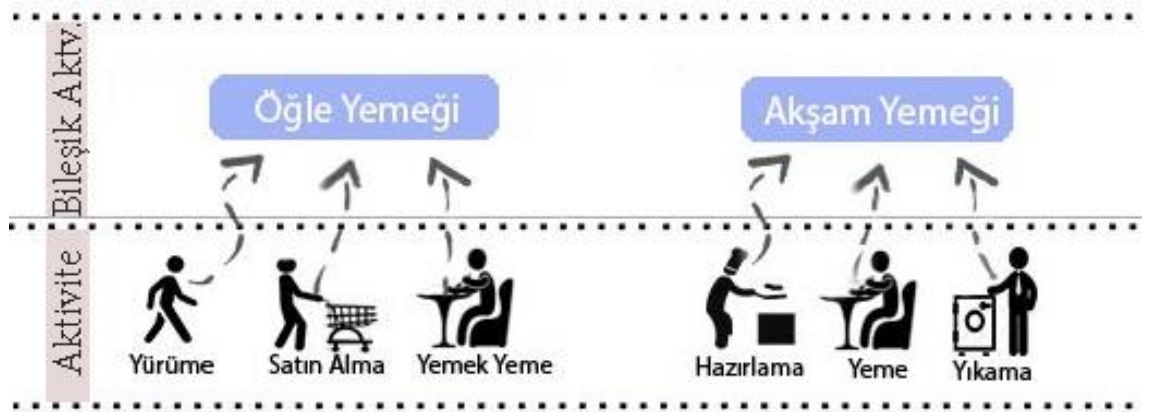 Bileşik Aktv.
Öğle Yemeği
Akşam Yemeği
Aktivite
Yürüme
Satın Alma
Yemek Yeme
Hazırlama
Yeme
Yıkama